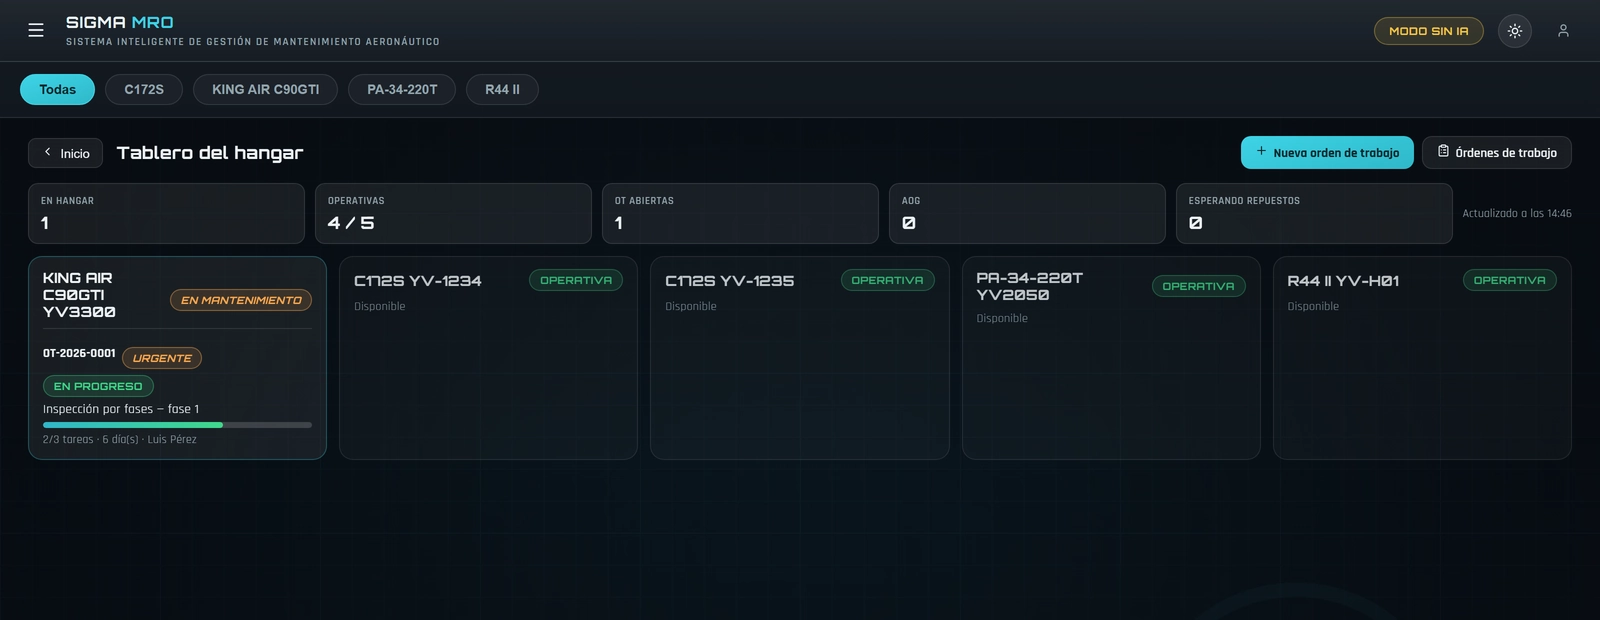 SIGMA MRO
SISTEMA INTELIGENTE DE GESTIÓN DE MANTENIMIENTO AERONÁUTICO
MODO SIN IA
Todas
C172S
KING AIR C90GTI
PA-34-220T
R44 II
Inicio
Tablero del hangar
+ Nueva orden de trabajo
Órdenes de trabajo
EN HANGAR
1
OPERATIVAS
4 / 5
OT ABIERTAS
1
AOG
0
ESPERANDO REPUESTOS
0
Actualizado a las 14:46
KING AIR
C90GTI
YV3300
EN MANTENIMIENTO
OT-2026-0001
URGENTE
EN PROGRESO
Inspección por fases – fase 1
2/3 tareas · 6 día(s) · Luis Pérez
C172S YV-1234
OPERATIVA
Disponible
C172S YV-1235
OPERATIVA
Disponible
PA-34-220T
YV2050
OPERATIVA
Disponible
R44 II YV-H01
OPERATIVA
Disponible